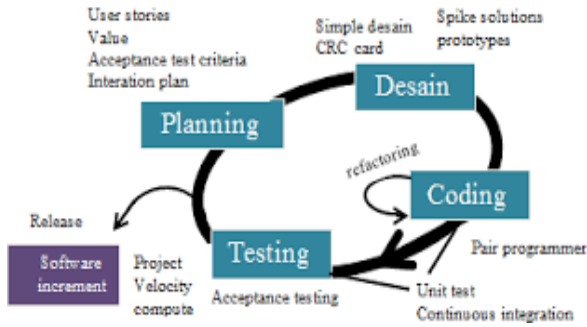 User stories
Value
Acceptance test criteria
Interation plan
Simple desain
CRC card
Spike solutions
prototypes
Planning
Desain
refactoring
Coding
Pair programmer
Unit test
Continuous integration
Testing
Acceptance testing
Project
Velocity
compute
Release
Software
increment